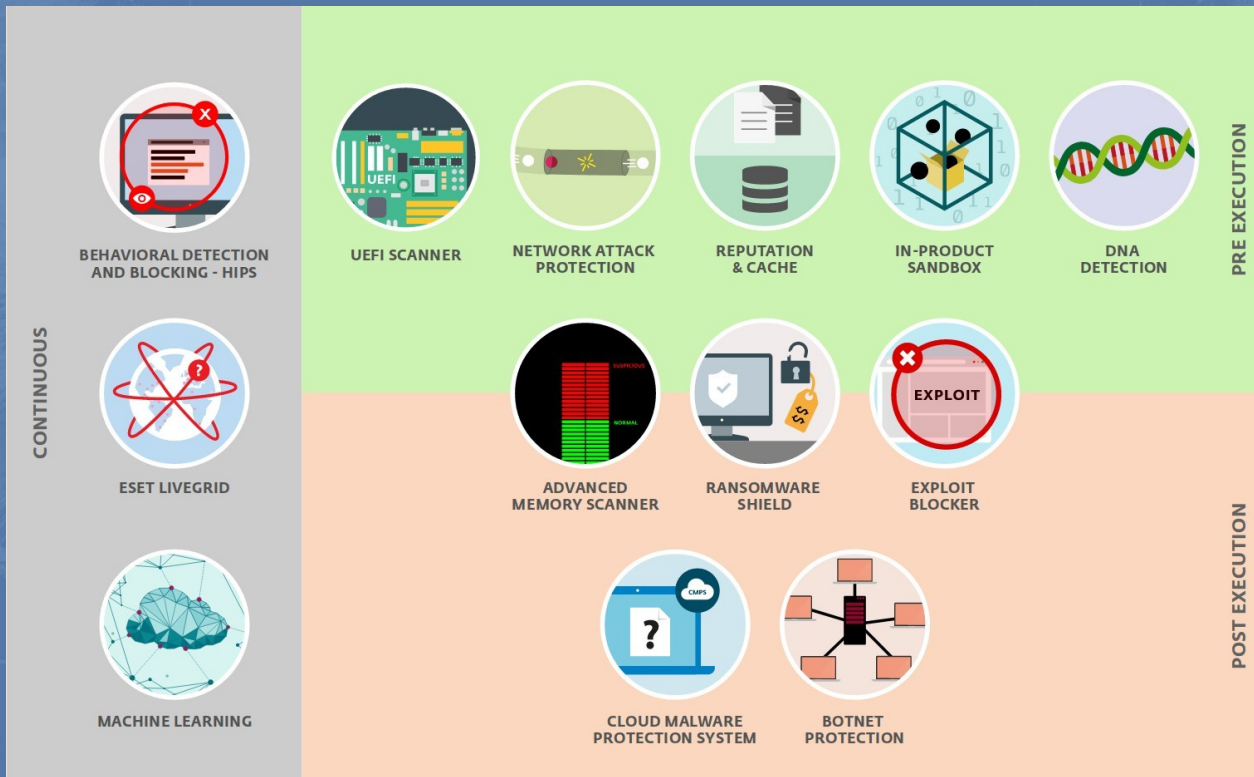 CONTINUOUS
BEHAVIORAL DETECTION
AND BLOCKING - HIPS
ESET LIVEGRID
MACHINE LEARNING
PRE EXECUTION
UEFI
UEFI SCANNER
NETWORK ATTACK
PROTECTION
REPUTATION
& CACHE
IN-PRODUCT
SANDBOX
DNA
DETECTION
NORMAL
ADVANCED
MEMORY SCANNER
$$
RANSOMWARE
SHIELD
EXPLOIT
EXPLOIT
BLOCKER
POST EXECUTION
CMPS
?
CLOUD MALWARE
PROTECTION SYSTEM
BOTNET
PROTECTION